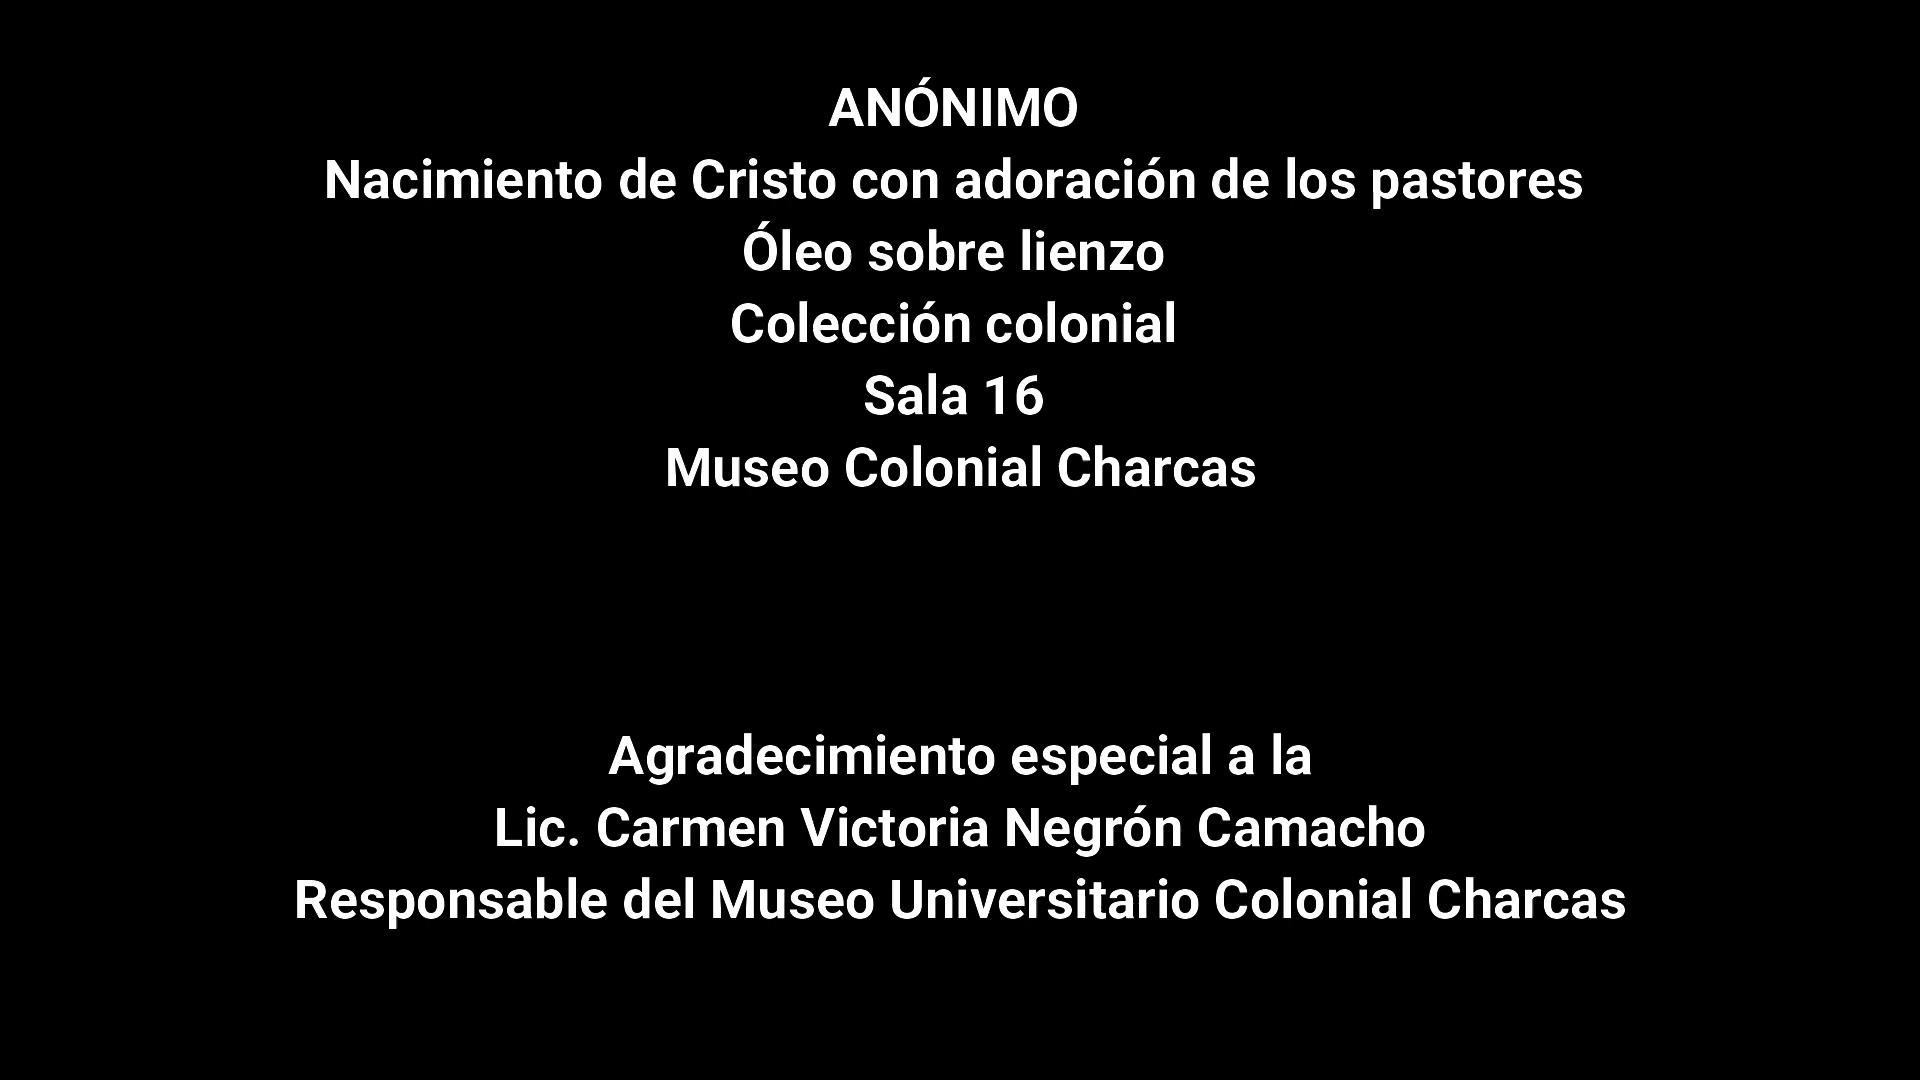 ANÓNIMO
Nacimiento de Cristo con adoración de los pastores
Óleo sobre lienzo
Colección colonial
Sala 16
Museo Colonial Charcas
Agradecimiento especial a la
Lic. Carmen Victoria Negrón Camacho
Responsable del Museo Universitario Colonial Charcas